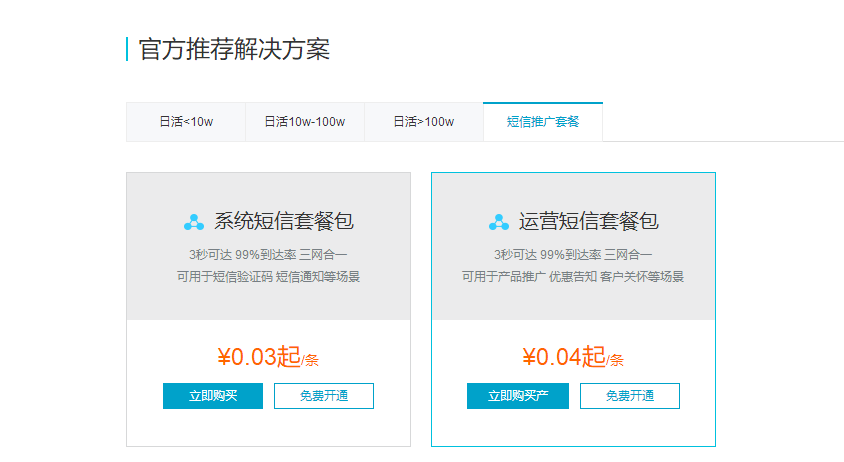 官方推荐解决方案
日活<10w 日活10w-100w 日活>100w 短信推广套餐
系统短信套餐包
3秒可达 99%到达率 三网合一
可用于短信验证码 短信通知等场景
¥0.03起/条
立即购买 免费开通
运营短信套餐包
3秒可达 99%到达率 三网合一
可用于产品推广 优惠告知 客户关怀等场景
¥0.04起/条
立即购买产 免费开通